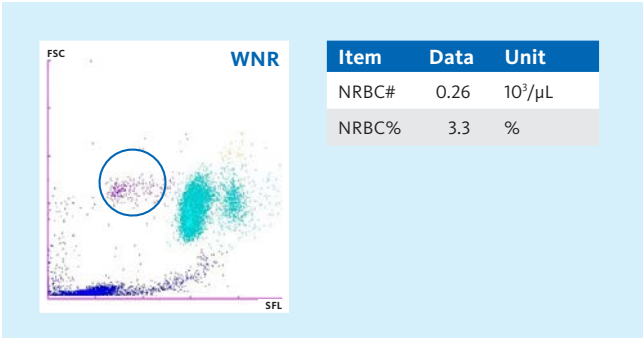 FSC
WNR
SFL
Item Data Unit
NRBC# 0.26 10³/µL
NRBC% 3.3 %